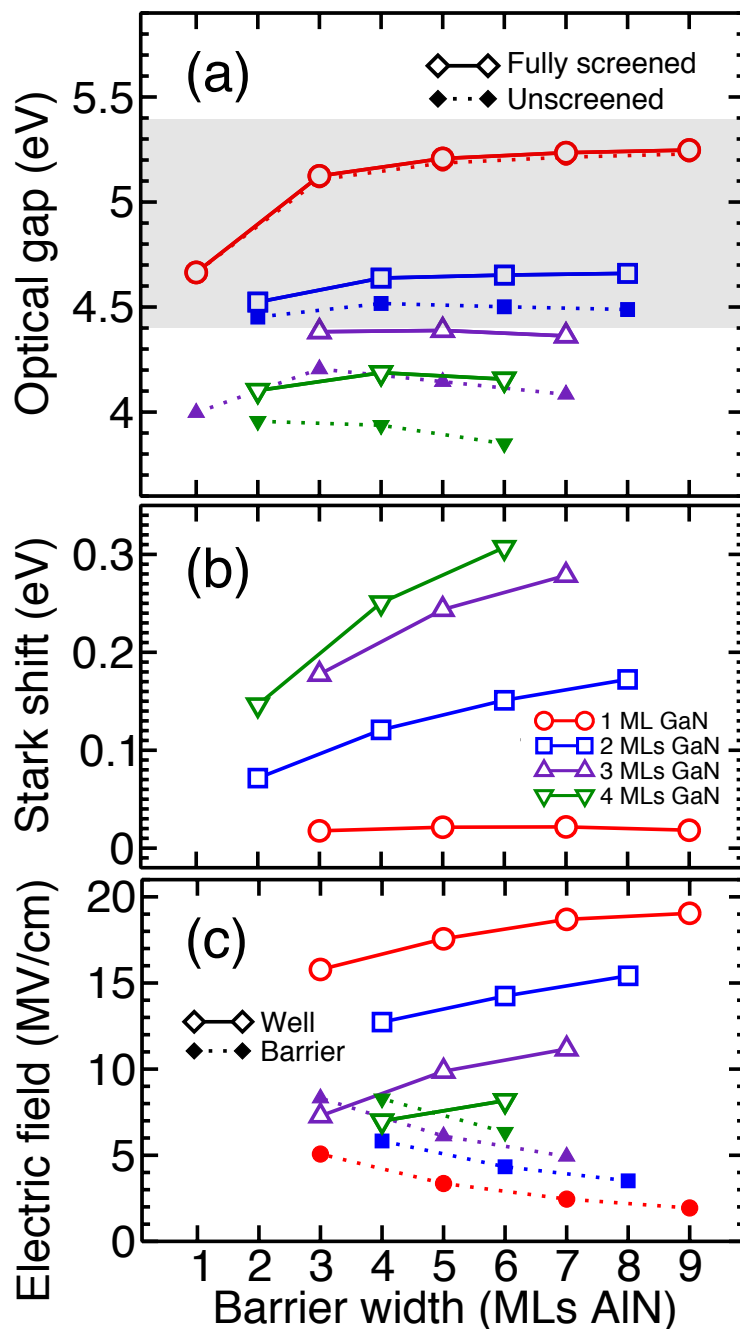 (a)
Fully screened
Unscreened
5.5
5
4.5
4
Optical gap (eV)
(b)
0.3
0.2
0.1
0
Stark shift (eV)
1 ML GaN
2 MLs GaN
3 MLs GaN
4 MLs GaN
(c)
20
15
10
5
0
Electric field (MV/cm)
Well
Barrier
1 2 3 4 5 6 7 8 9
Barrier width (MLs AlN)